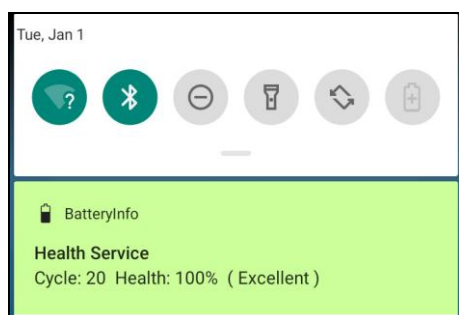 Tue, Jan 1
?
BatteryInfo
Health Service
Cycle: 20 Health: 100% ( Excellent )